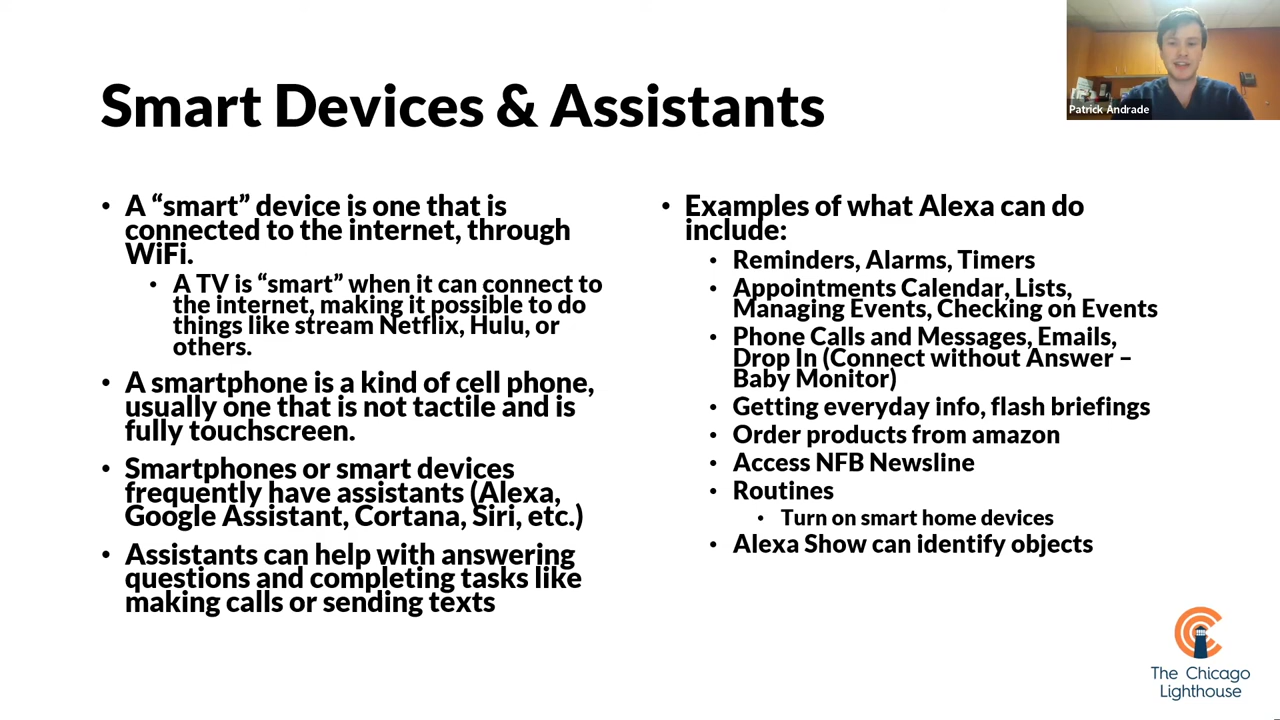 Smart Devices & Assistants
Patrick Andrade
• A “smart” device is one that is
connected to the internet, through
WiFi.
• A TV is “smart” when it can connect to
the internet, making it possible to do
things like stream Netflix, Hulu, or
others.
• A smartphone is a kind of cell phone,
usually one that is not tactile and is
fully touchscreen.
• Smartphones or smart devices
frequently have assistants (Alexa,
Google Assistant, Cortana, Siri, etc.)
• Assistants can help with answering
questions and completing tasks like
making calls or sending texts
• Examples of what Alexa can do
include:
• Reminders, Alarms, Timers
• Appointments Calendar, Lists,
Managing Events, Checking on Events
• Phone Calls and Messages, Emails,
Drop In (Connect without Answer –
Baby Monitor)
• Getting everyday info, flash briefings
• Order products from amazon
• Access NFB Newsline
• Routines
• Turn on smart home devices
• Alexa Show can identify objects
The Chicago
Lighthouse